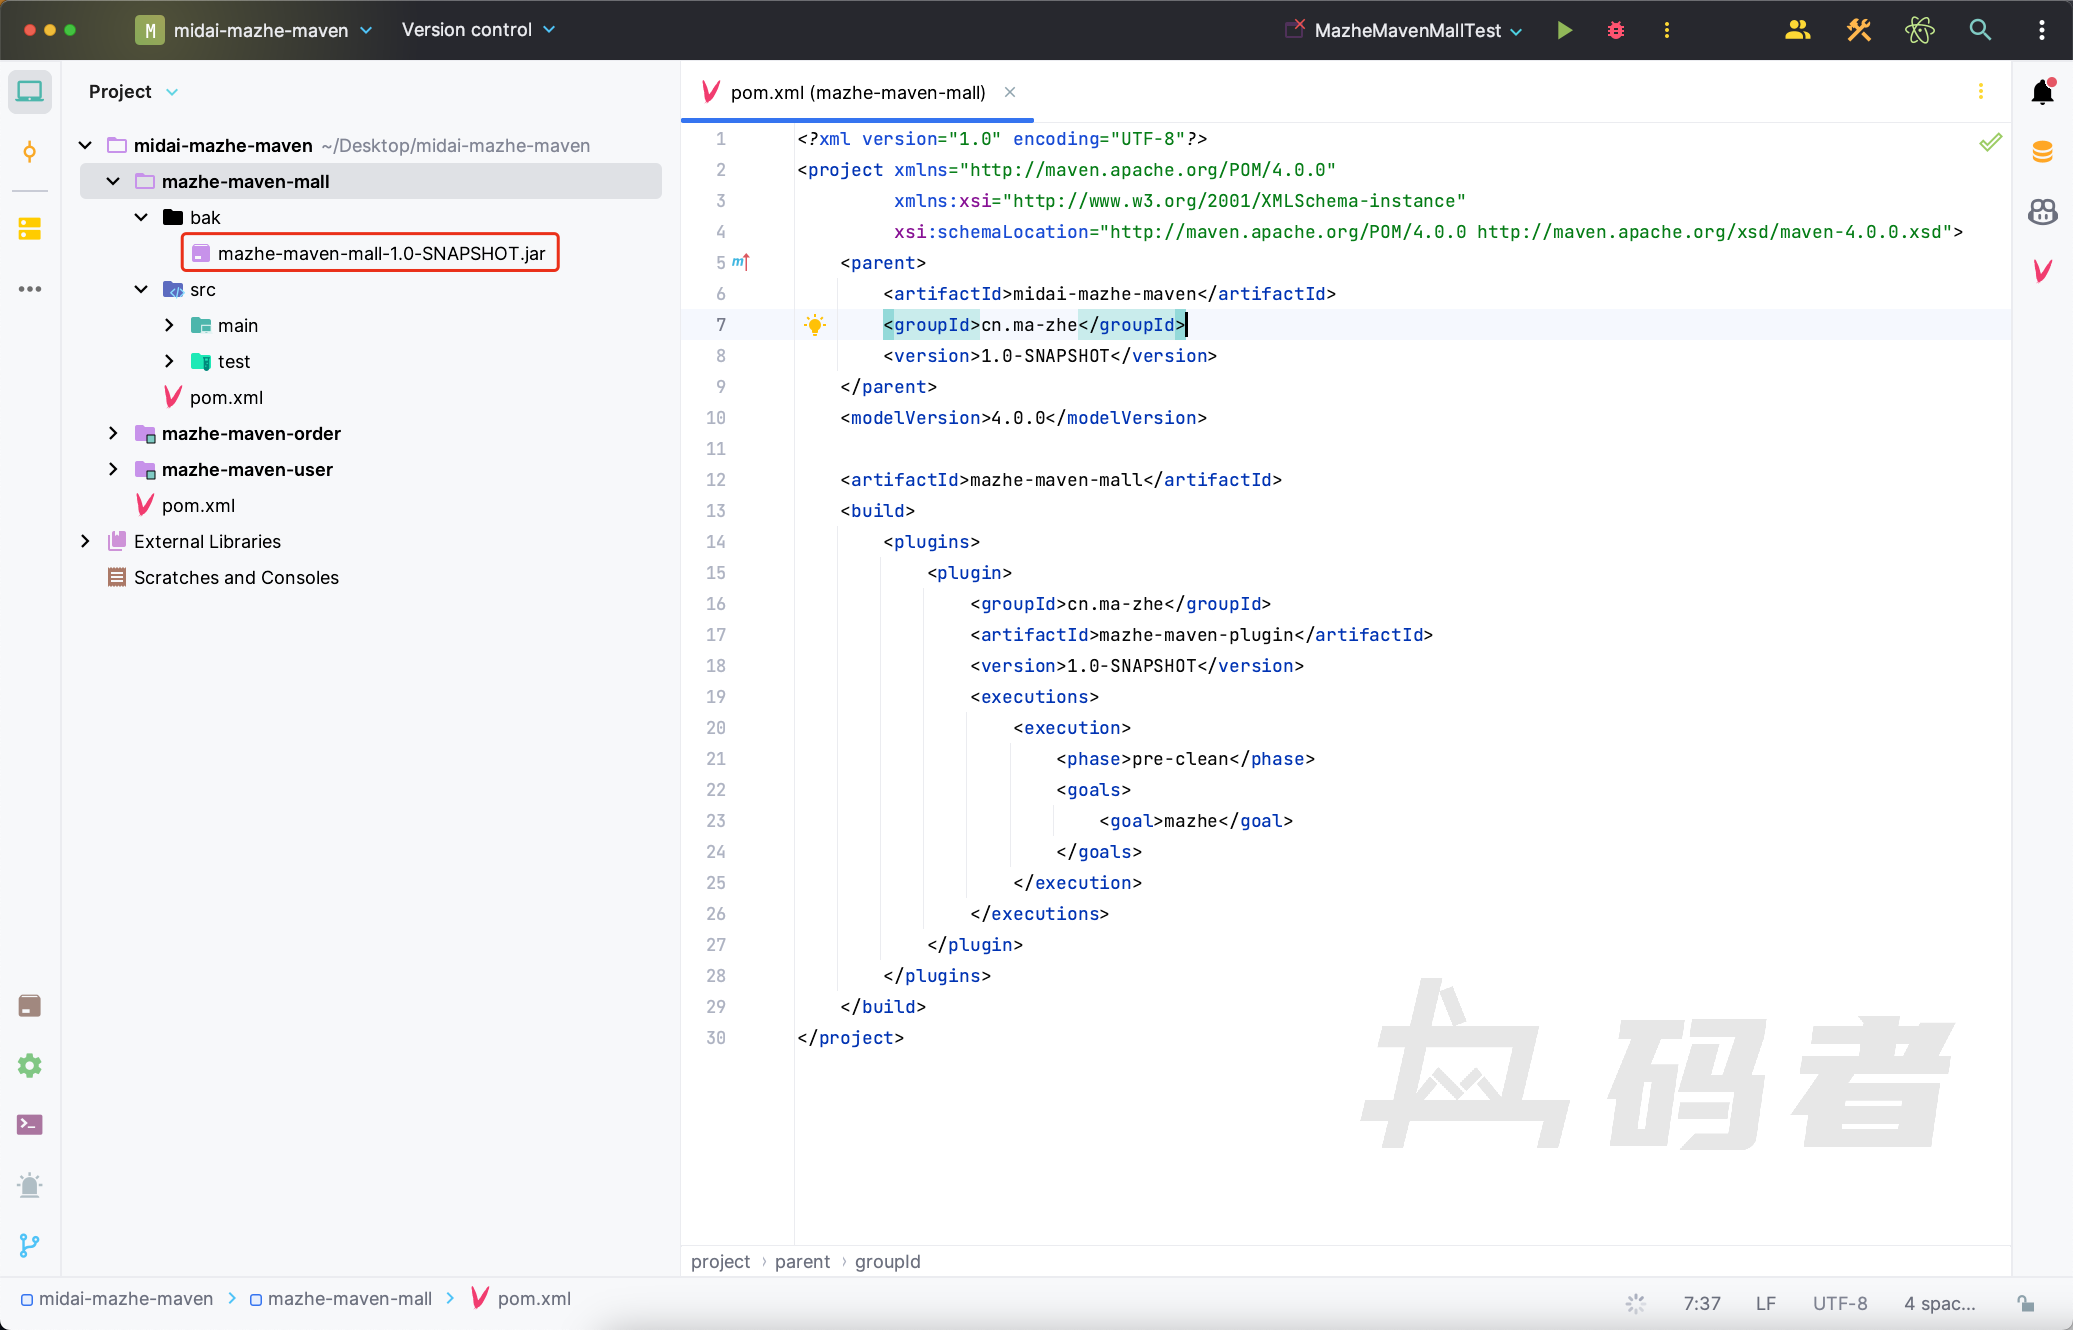 M midai-mazhe-maven Version control MazheMavenMallTest
Project
midai-mazhe-maven ~/Desktop/midai-mazhe-maven
mazhe-maven-mall
bak
mazhe-maven-mall-1.0-SNAPSHOT.jar
src
main
test
pom.xml
mazhe-maven-order
mazhe-maven-user
pom.xml
External Libraries
Scratches and Consoles
pom.xml (mazhe-maven-mall)
1 <?xml version="1.0" encoding="UTF-8"?>
2 <project xmlns="http://maven.apache.org/POM/4.0.0"
3 xmlns:xsi="http://www.w3.org/2001/XMLSchema-instance"
4 xsi:schemaLocation="http://maven.apache.org/POM/4.0.0 http://maven.apache.org/xsd/maven-4.0.0.xsd">
5 m <parent>
6 <artifactId>midai-mazhe-maven</artifactId>
7 <groupId>cn.ma-zhe</groupId>
8 <version>1.0-SNAPSHOT</version>
9 </parent>
10 <modelVersion>4.0.0</modelVersion>
11
12 <artifactId>mazhe-maven-mall</artifactId>
13 <build>
14 <plugins>
15 <plugin>
16 <groupId>cn.ma-zhe</groupId>
17 <artifactId>mazhe-maven-plugin</artifactId>
18 <version>1.0-SNAPSHOT</version>
19 <executions>
20 <execution>
21 <phase>pre-clean</phase>
22 <goals>
23 <goal>mazhe</goal>
24 </goals>
25 </execution>
26 </executions>
27 </plugin>
28 </plugins>
29 </build>
30 </project>
码者
project › parent › groupId
midai-mazhe-maven > mazhe-maven-mall > pom.xml
7:37 LF UTF-8 4 spac...